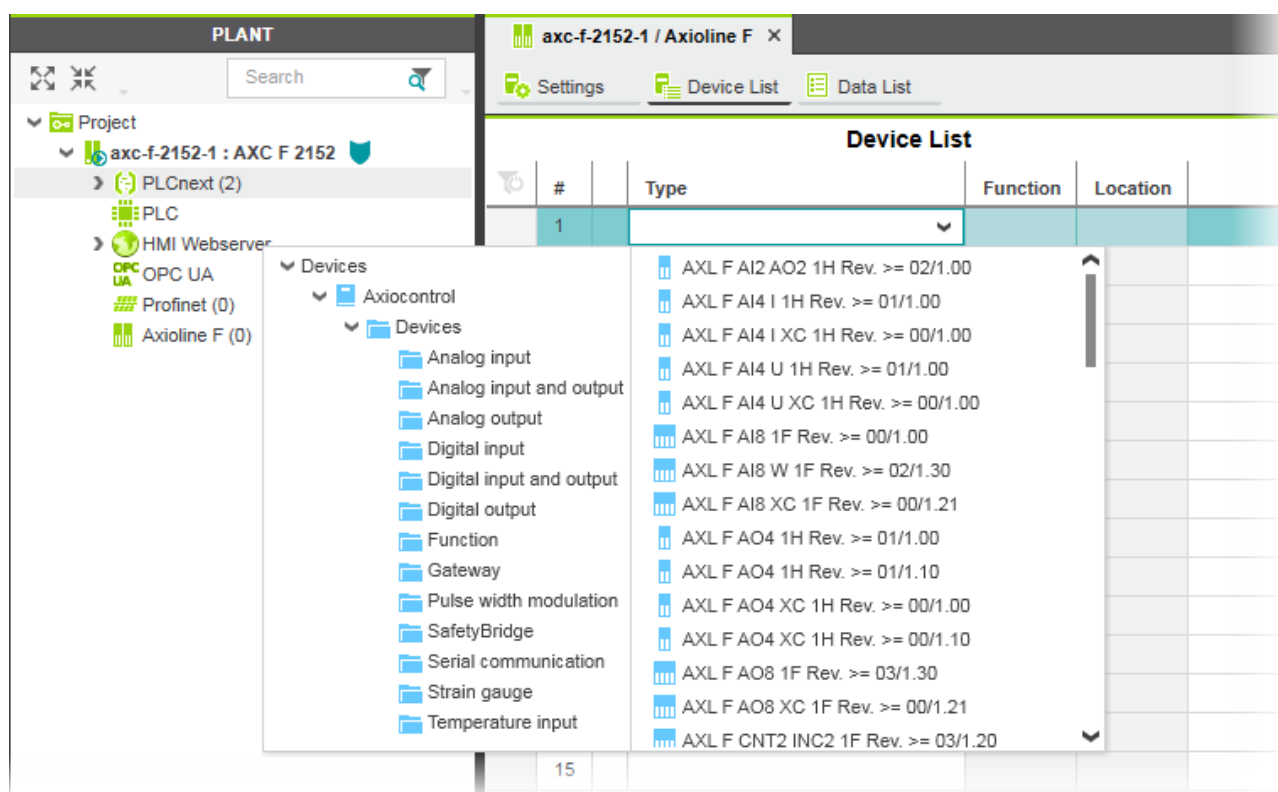 PLANT
axc-f-2152-1 / Axioline F
Search
Settings
Device List
Data List
Project
axc-f-2152-1 : AXC F 2152
PLCnext (2)
PLC
HMI Webserver
OPC UA
OPC UA
Profinet (0)
Axioline F (0)
Device List
#
Type
Function
Location
1
Devices
Axiocontrol
Devices
Analog input
Analog input and output
Analog output
Digital input
Digital input and output
Digital output
Function
Gateway
Pulse width modulation
SafetyBridge
Serial communication
Strain gauge
Temperature input
AXL F AI2 AO2 1H Rev. >= 02/1.00
AXL F AI4 I 1H Rev. >= 01/1.00
AXL F AI4 I XC 1H Rev. >= 00/1.00
AXL F AI4 U 1H Rev. >= 01/1.00
AXL F AI4 U XC 1H Rev. >= 00/1.00
AXL F AI8 1F Rev. >= 00/1.00
AXL F AI8 W 1F Rev. >= 02/1.30
AXL F AI8 XC 1F Rev. >= 00/1.21
AXL F AO4 1H Rev. >= 01/1.00
AXL F AO4 1H Rev. >= 01/1.10
AXL F AO4 XC 1H Rev. >= 00/1.00
AXL F AO4 XC 1H Rev. >= 00/1.10
AXL F AO8 1F Rev. >= 03/1.30
AXL F AO8 XC 1F Rev. >= 00/1.21
AXL F CNT2 INC2 1F Rev. >= 03/1.20
15